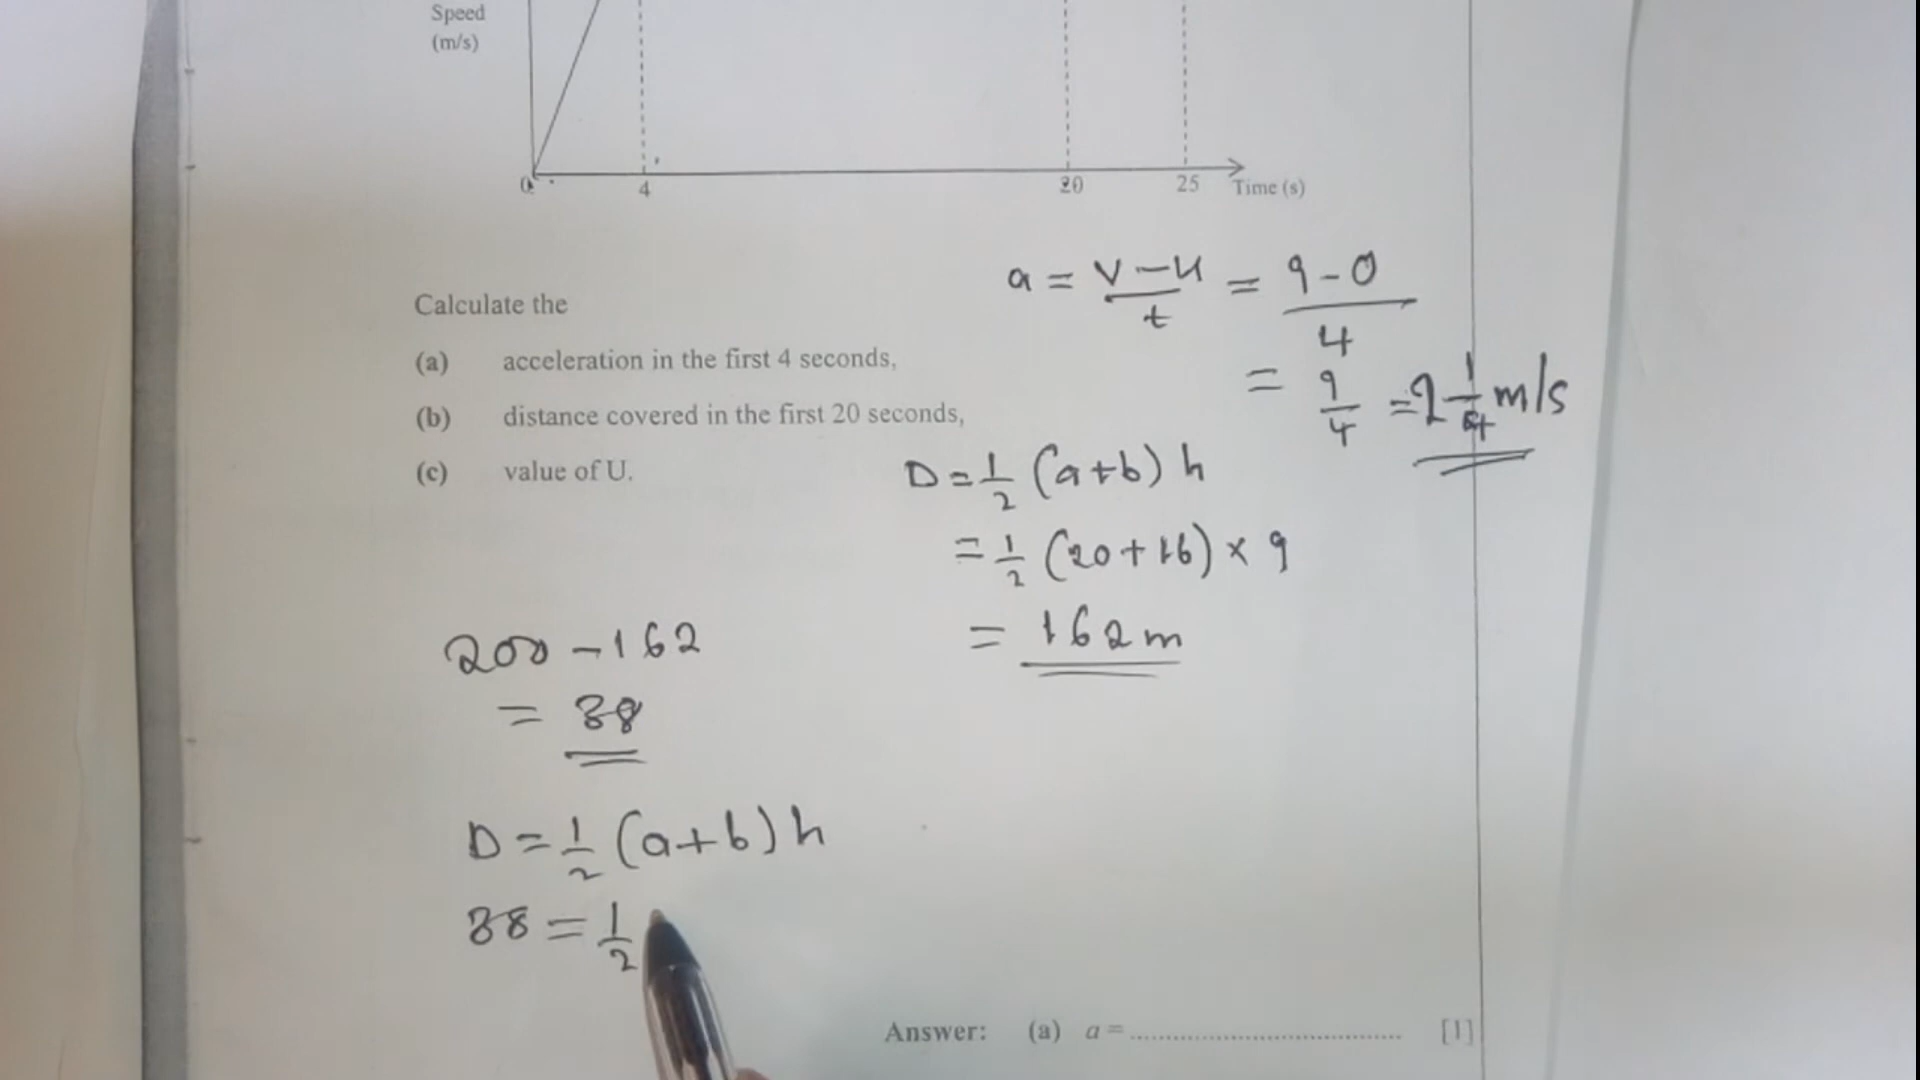 Speed
(m/s)
0 4 20 25 Time (s)
a = v-u/t = 9-0/4
= 9/4 = 2 1/4 m/s
Calculate the
(a) acceleration in the first 4 seconds,
(b) distance covered in the first 20 seconds,
(c) value of U.
D = 1/2 (a+b) h
= 1/2 (20+16) × 9
= 162 m
200 - 162
= 38
D = 1/2 (a+b) h
38 = 1/2
Answer: (a) a = ........................................ [1]